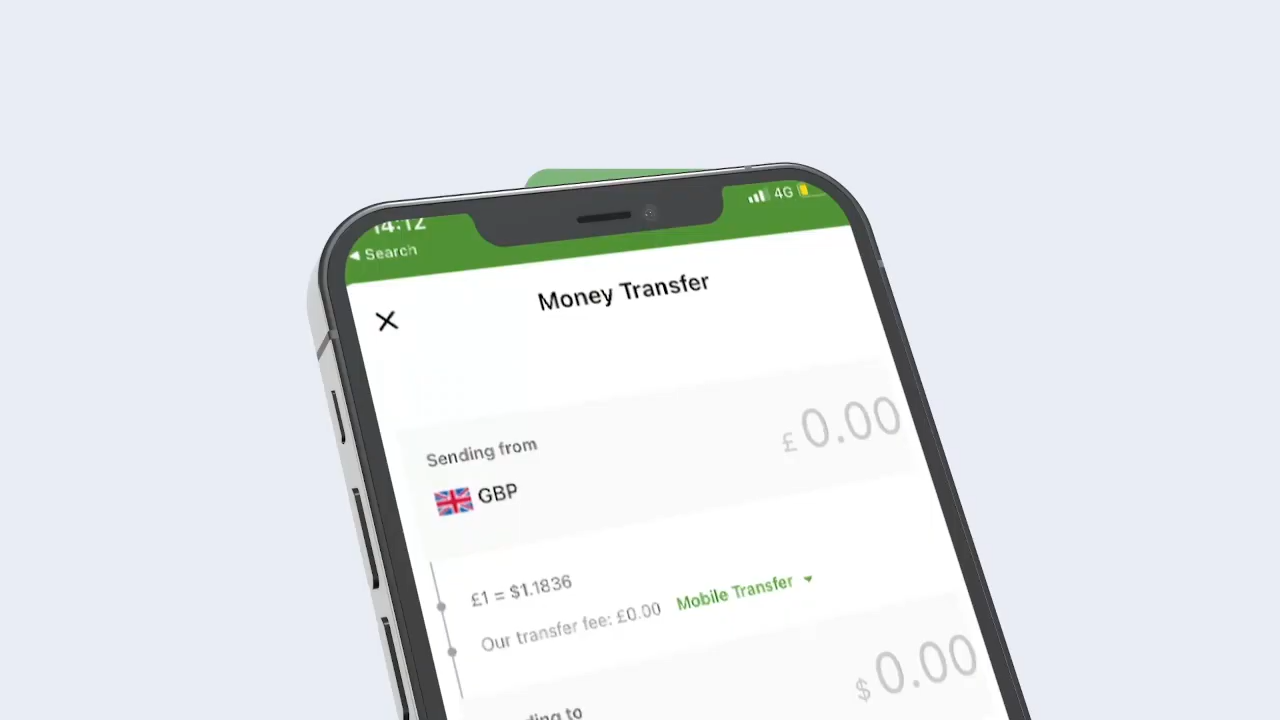 14:12
4G
◀ Search
Money Transfer
Sending from
£ 0.00
GBP
£1 = $1.1836
Our transfer fee: £0.00 Mobile Transfer
$ 0.00
to